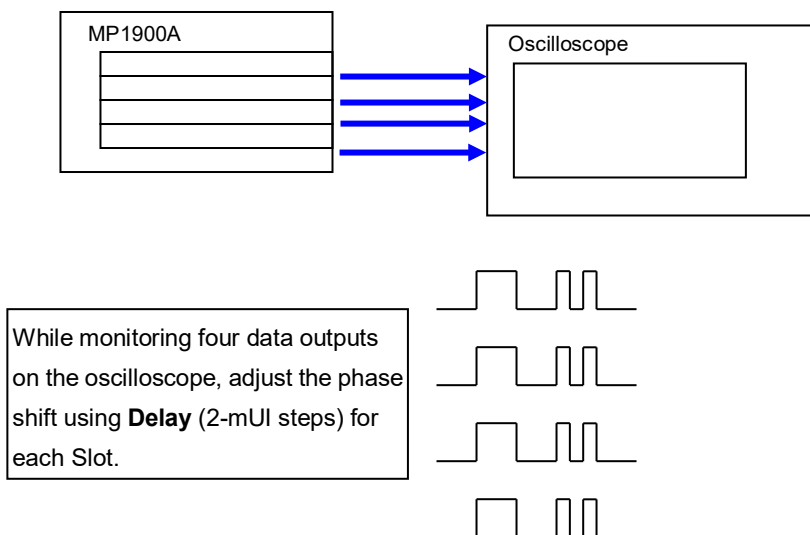 MP1900A
Oscilloscope
While monitoring four data outputs
on the oscilloscope, adjust the phase
shift using Delay (2-mUI steps) for
each Slot.